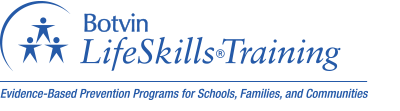 Botvin
LifeSkills®Training
Evidence-Based Prevention Programs for Schools, Families, and Communities